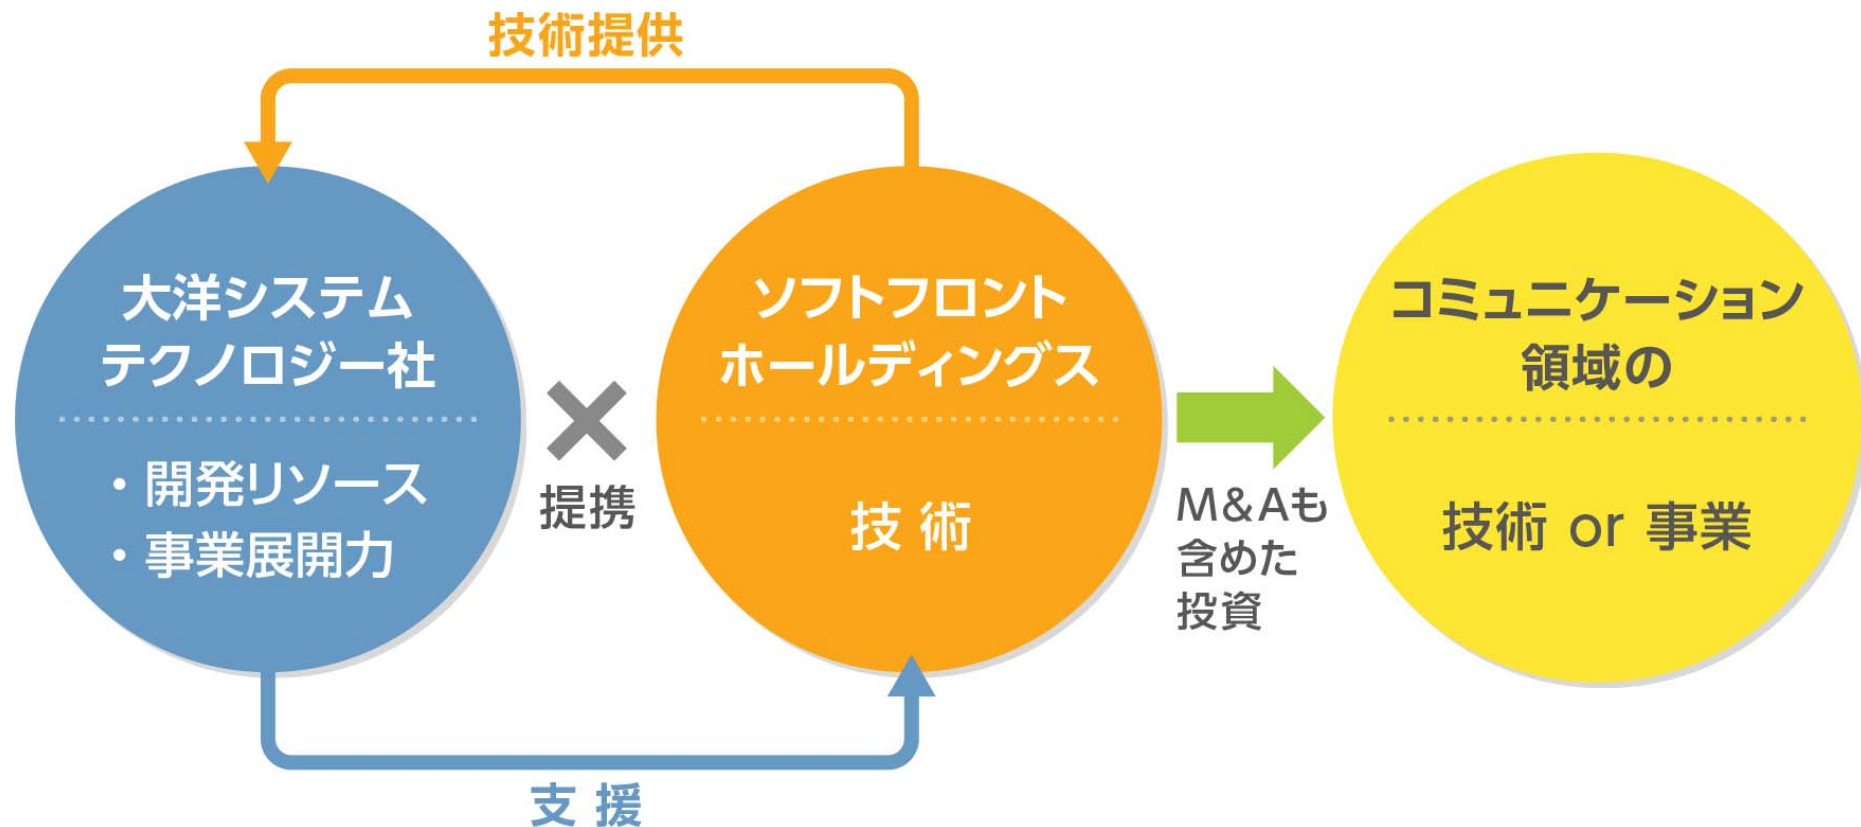 技術提供
大洋システム
テクノロジー社
・開発リソース
・事業展開力
提携
ソフトフロント
ホールディングス
技術
M&Aも
含めた
投資
コミュニケーション
領域の
技術 or 事業
支援